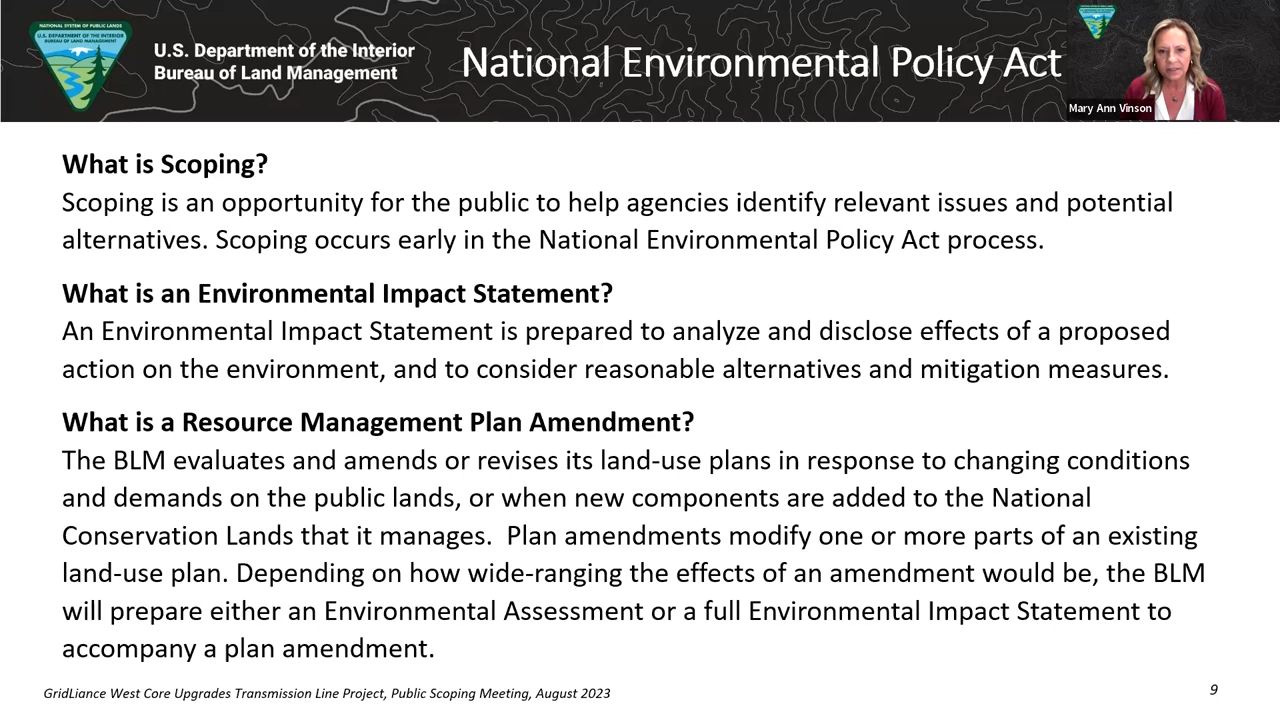 NATIONAL SYSTEM OF PUBLIC LANDS
U.S. DEPARTMENT OF THE INTERIOR
BUREAU OF LAND MANAGEMENT
U.S. Department of the Interior
Bureau of Land Management
National Environmental Policy Act
Mary Ann Vinson
What is Scoping?
Scoping is an opportunity for the public to help agencies identify relevant issues and potential
alternatives. Scoping occurs early in the National Environmental Policy Act process.
What is an Environmental Impact Statement?
An Environmental Impact Statement is prepared to analyze and disclose effects of a proposed
action on the environment, and to consider reasonable alternatives and mitigation measures.
What is a Resource Management Plan Amendment?
The BLM evaluates and amends or revises its land-use plans in response to changing conditions
and demands on the public lands, or when new components are added to the National
Conservation Lands that it manages.  Plan amendments modify one or more parts of an existing
land-use plan. Depending on how wide-ranging the effects of an amendment would be, the BLM
will prepare either an Environmental Assessment or a full Environmental Impact Statement to
accompany a plan amendment.
GridLiance West Core Upgrades Transmission Line Project, Public Scoping Meeting, August 2023
9